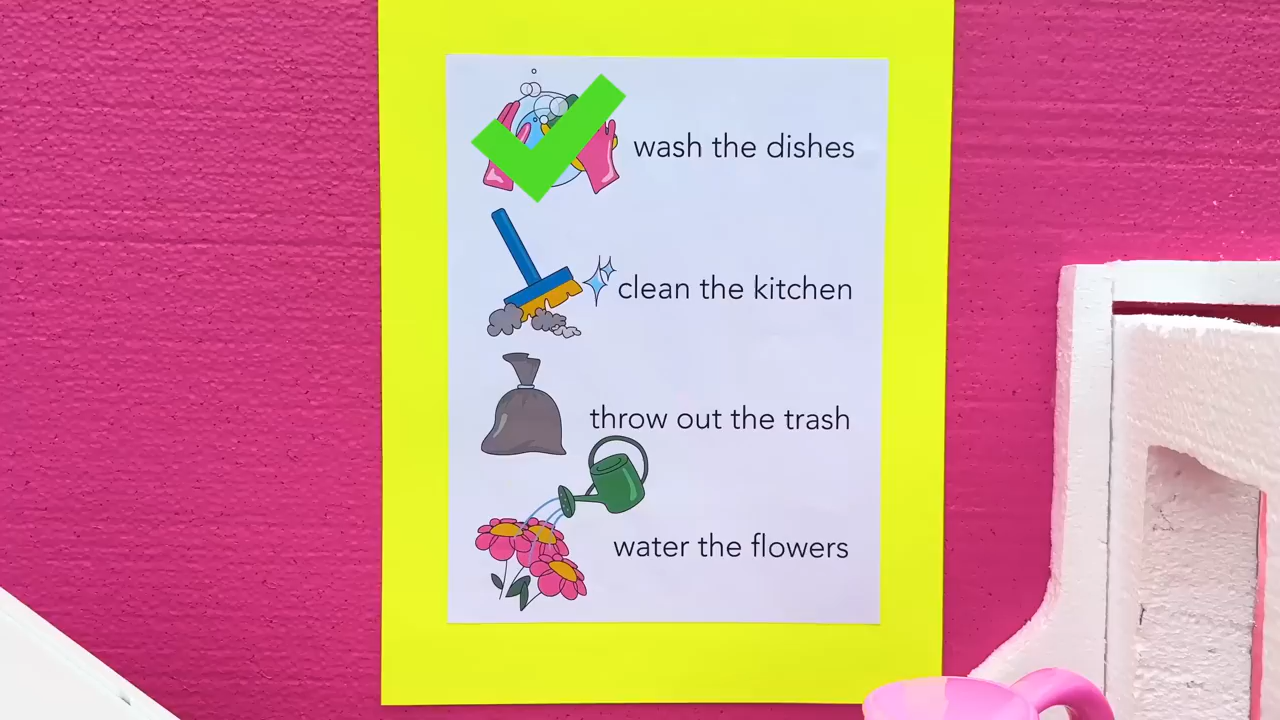 wash the dishes
clean the kitchen
throw out the trash
water the flowers